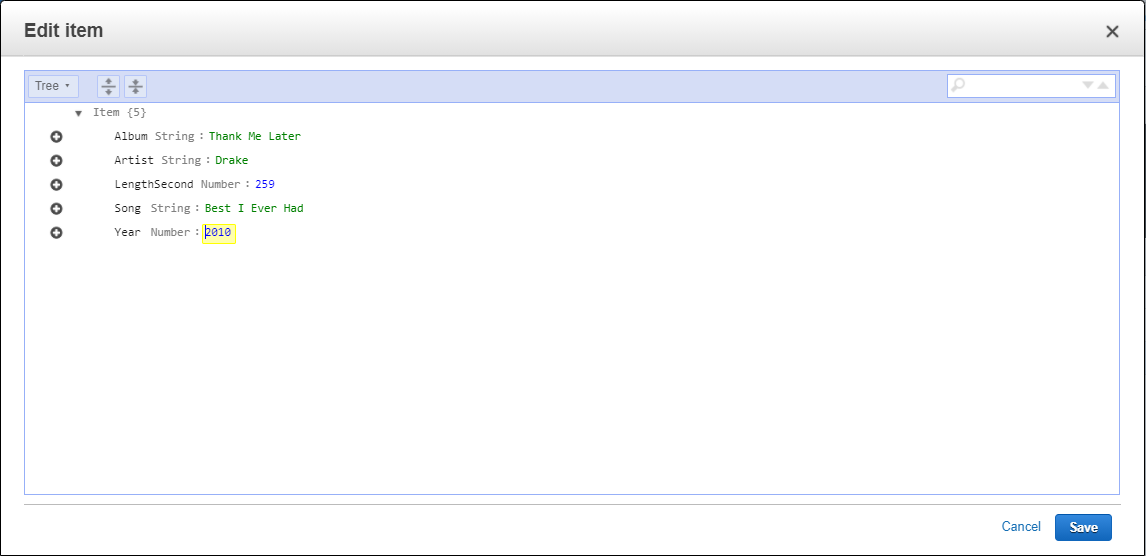 Edit item
Tree
Item {5}
Album String : Thank Me Later
Artist String : Drake
LengthSecond Number : 259
Song String : Best I Ever Had
Year Number : 2010
Cancel Save